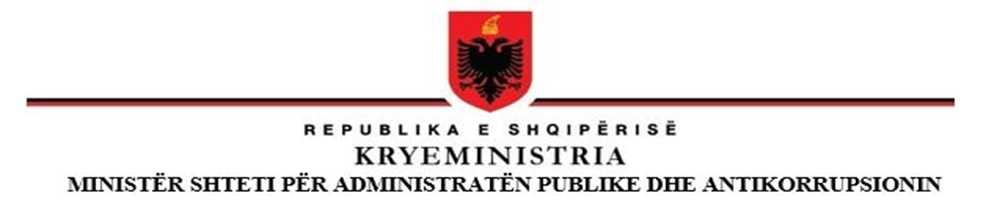 REPUBLIKA E SHQIPËRISË
KRYEMINISTRIA
MINISTËR SHTETI PËR ADMINISTRATËN PUBLIKE DHE ANTIKORRUPSIONIN